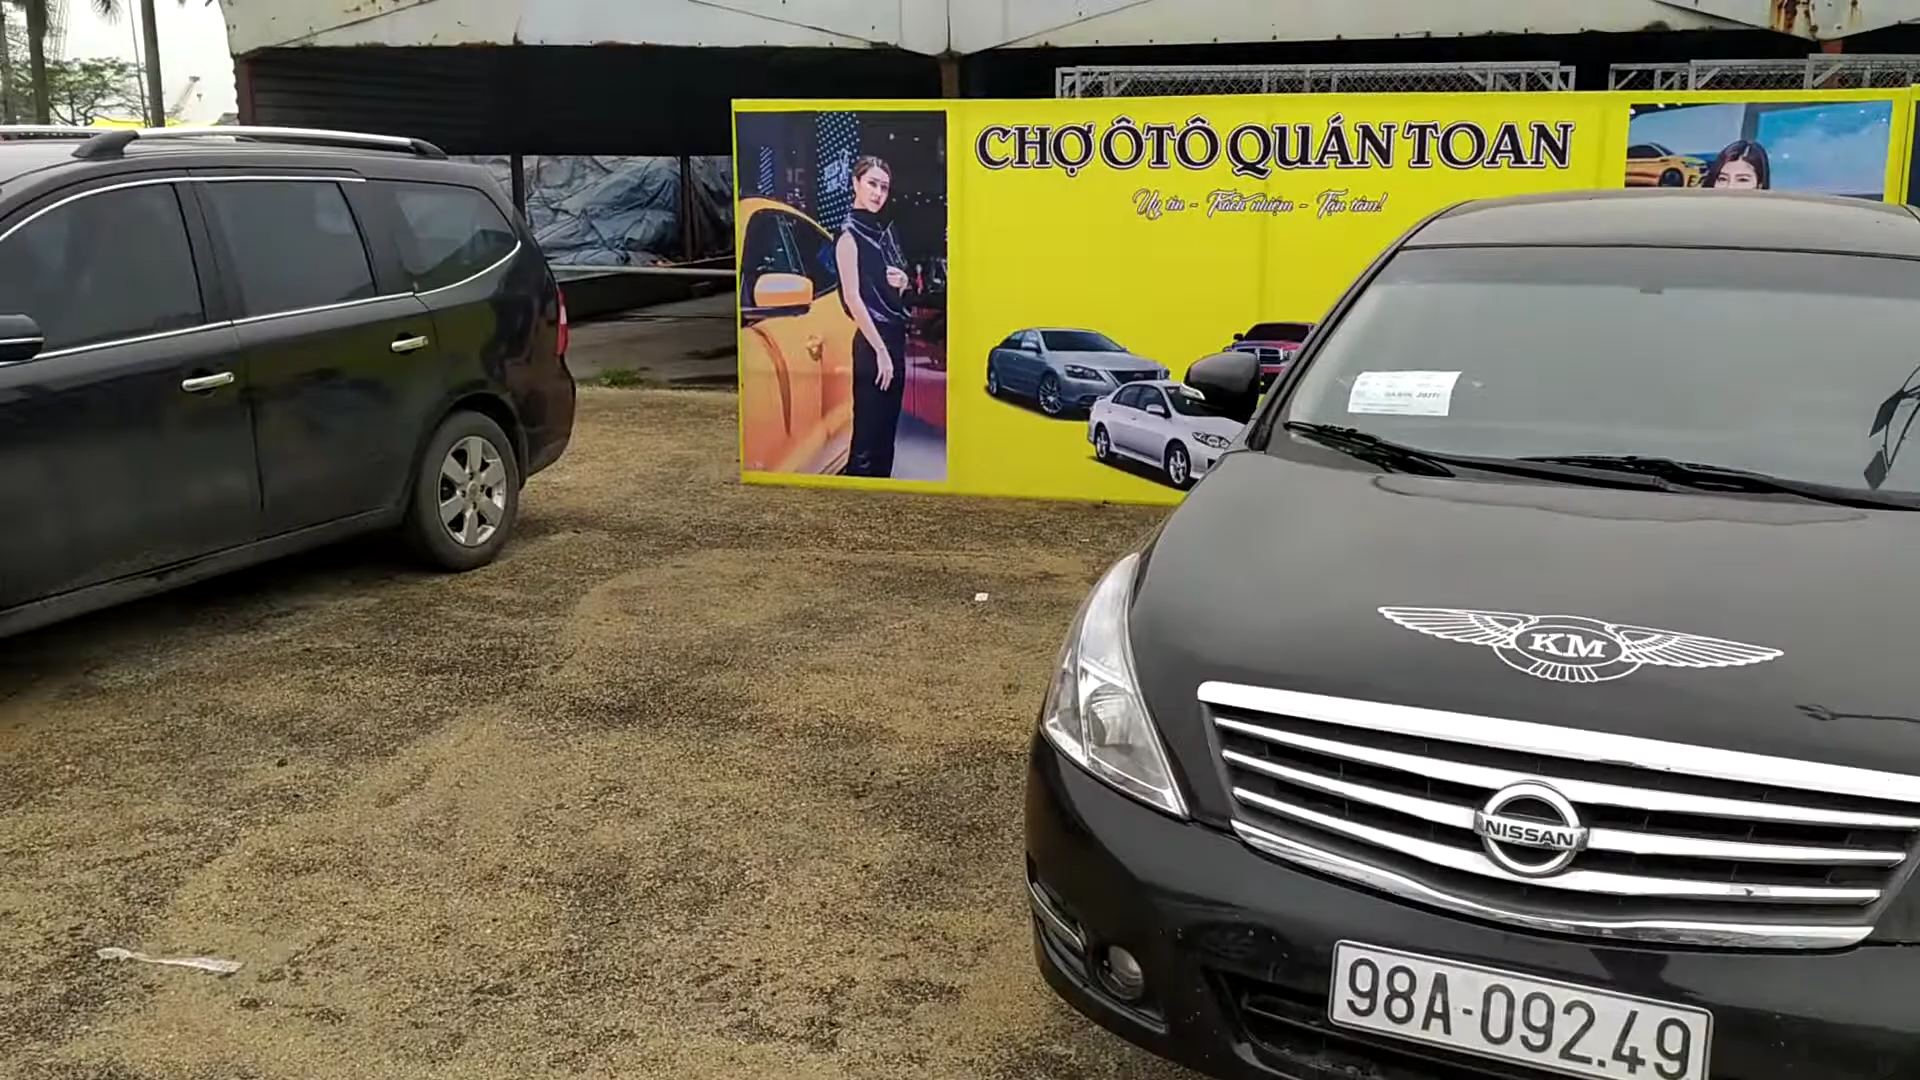 CHỢ ÔTÔ QUÁN TOAN
Uy tín - Trách nhiệm - Tận tâm!
KM
NISSAN
98A-092.49